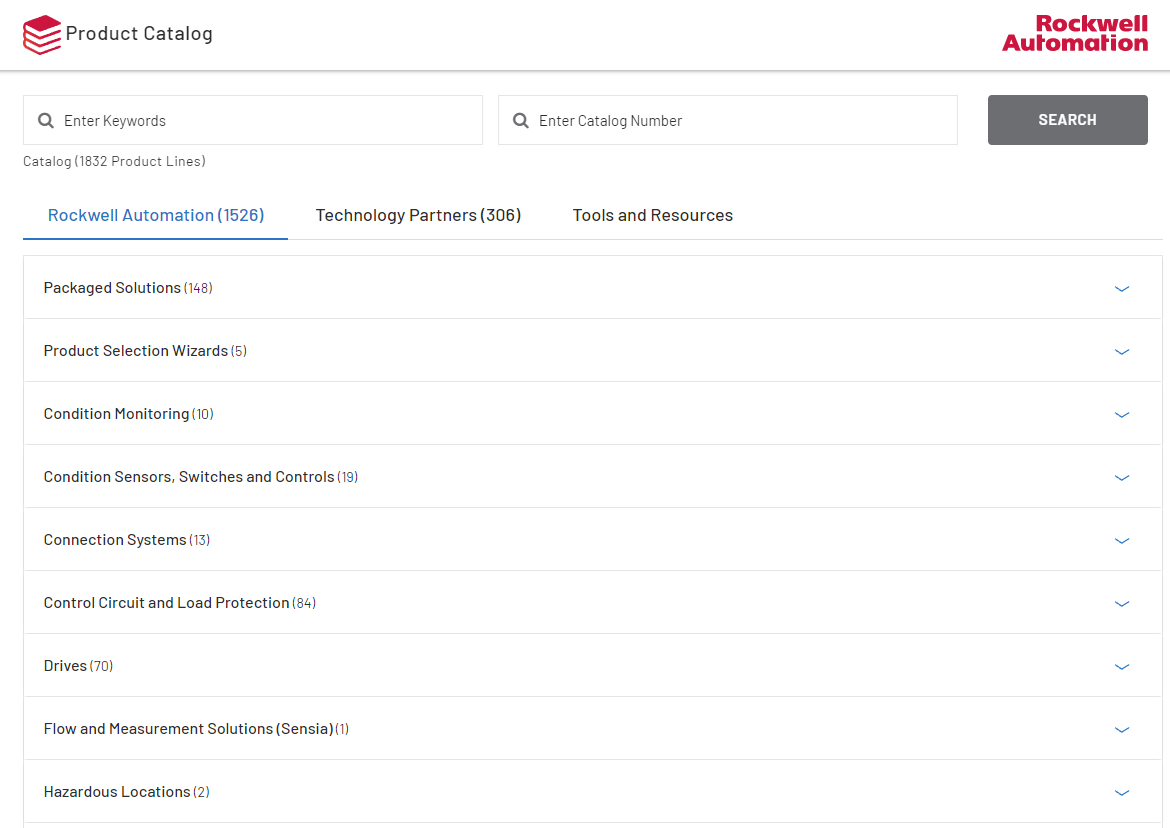 Product Catalog
Rockwell
Automation
Enter Keywords
Enter Catalog Number
SEARCH
Catalog (1832 Product Lines)
Rockwell Automation (1526)
Technology Partners (306)
Tools and Resources
Packaged Solutions (148)
Product Selection Wizards (5)
Condition Monitoring (10)
Condition Sensors, Switches and Controls (19)
Connection Systems (13)
Control Circuit and Load Protection (84)
Drives (70)
Flow and Measurement Solutions (Sensia) (1)
Hazardous Locations (2)